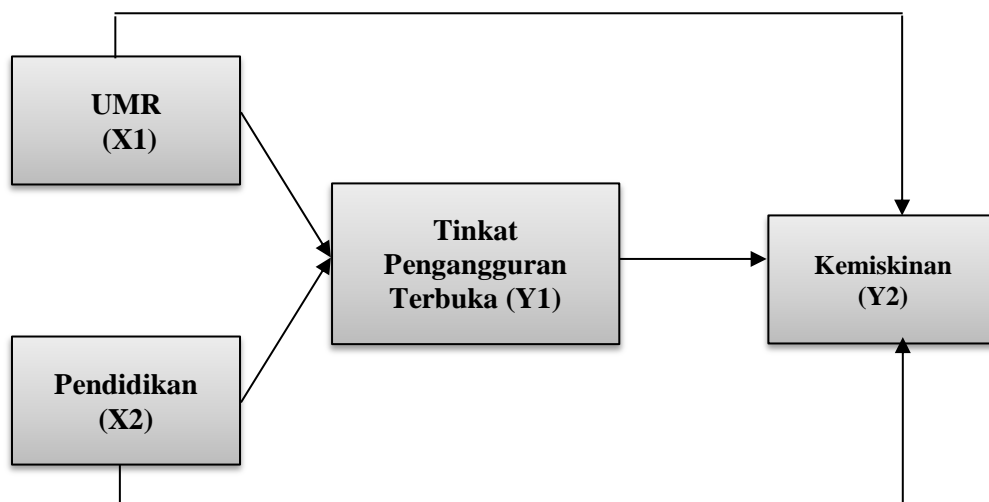 UMR
(X1)
Tinkat
Pengangguran
Terbuka (Y1)
Kemiskinan
(Y2)
Pendidikan
(X2)